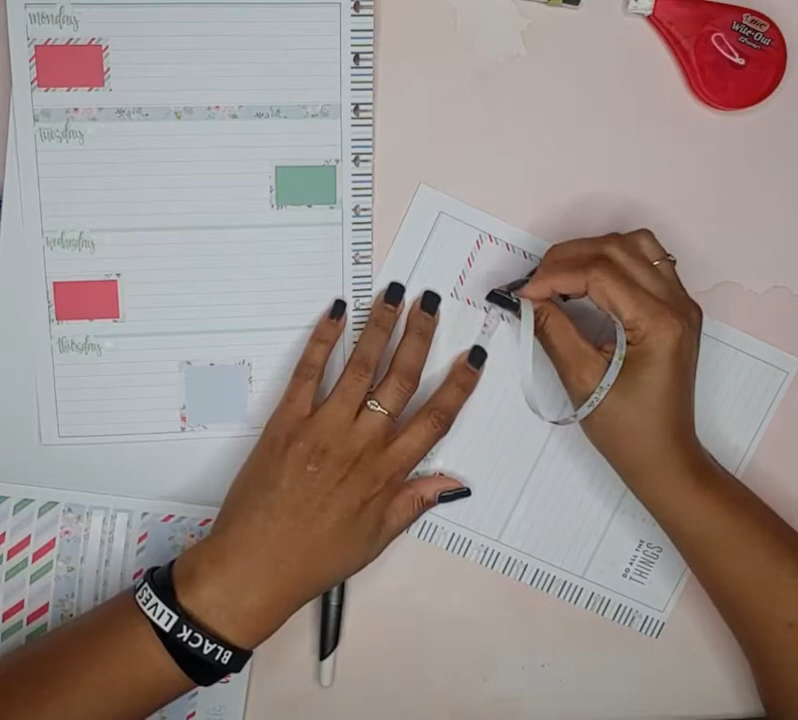 monday
tuesday
wednesday
thursday
BIC
Wite-Out
DO ALL THE
THINGS
BLACK LIVES